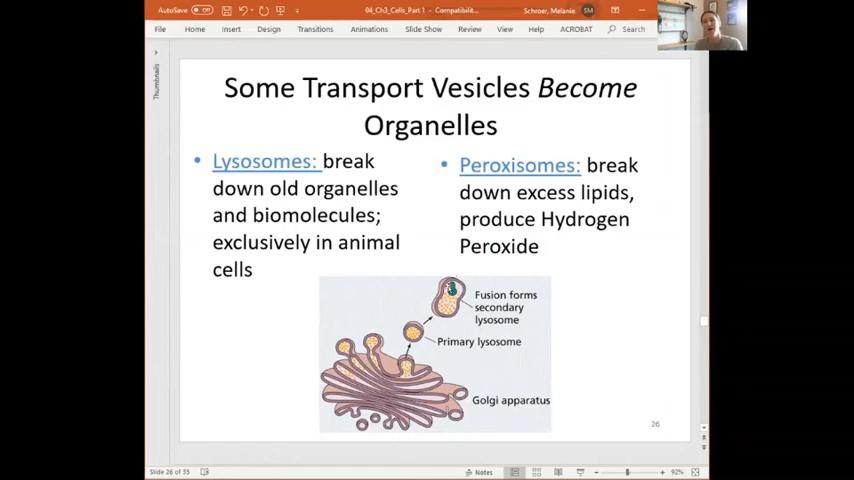 AutoSave
Off
04_Ch3_Cells_Part 1 - Compatibilit...
Schroer, Melanie
SM
File Home Insert Design Transitions Animations Slide Show Review View Help ACROBAT Search
Thumbnails
Some Transport Vesicles Become
Organelles
• Lysosomes: break
down old organelles
and biomolecules;
exclusively in animal
cells
• Peroxisomes: break
down excess lipids,
produce Hydrogen
Peroxide
Fusion forms
secondary
lysosome
Primary lysosome
Golgi apparatus
26
Slide 26 of 35
Notes
92%